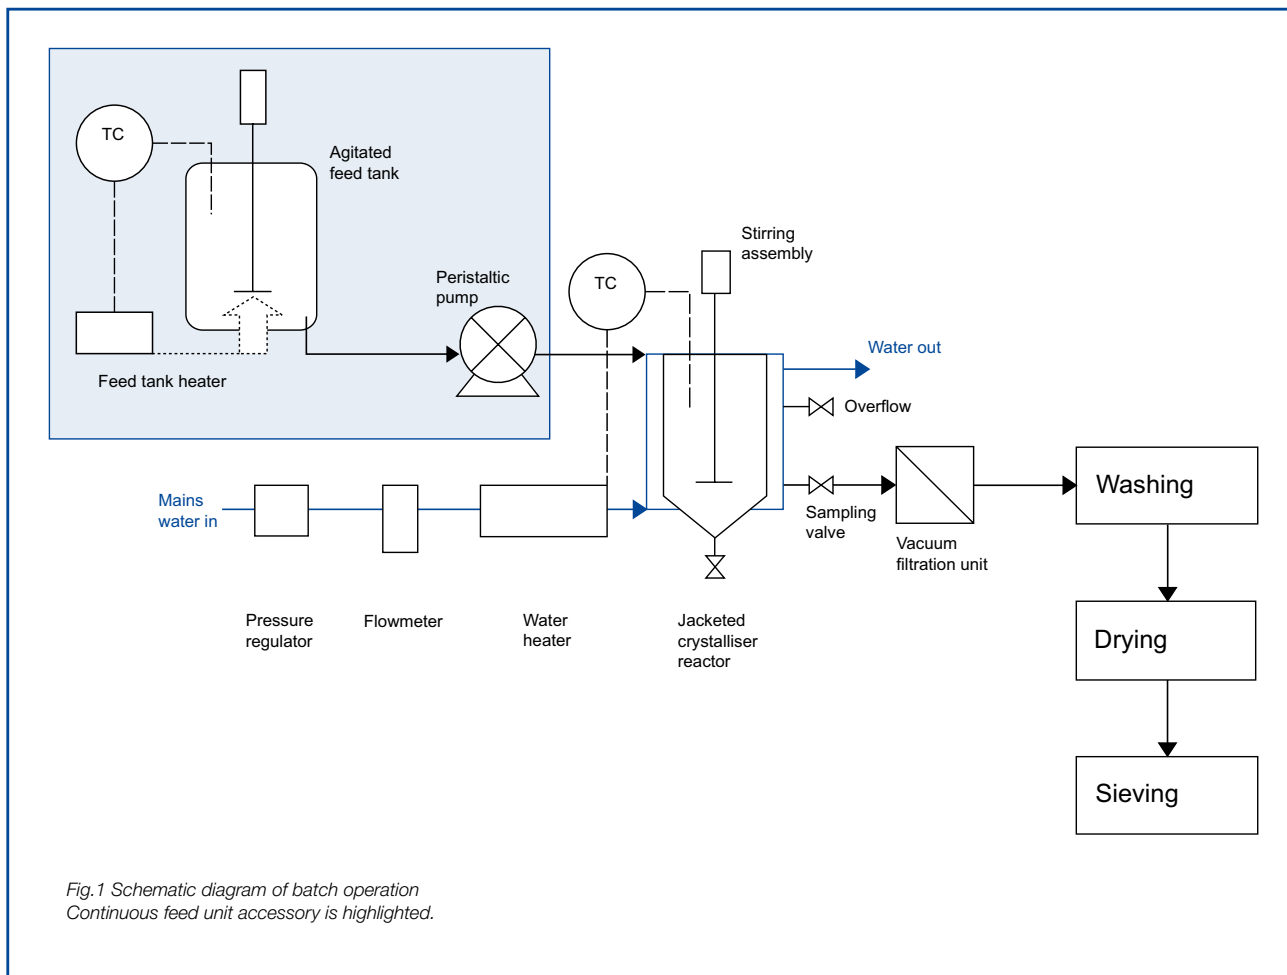 TC
Agitated
feed tank
Feed tank heater
Peristaltic
pump
TC
Stirring
assembly
Water out
Overflow
Sampling
valve
Vacuum
filtration unit
Washing
Drying
Sieving
Mains
water in
Pressure
regulator
Flowmeter
Water
heater
Jacketed
crystalliser
reactor
Fig.1 Schematic diagram of batch operation
Continuous feed unit accessory is highlighted.